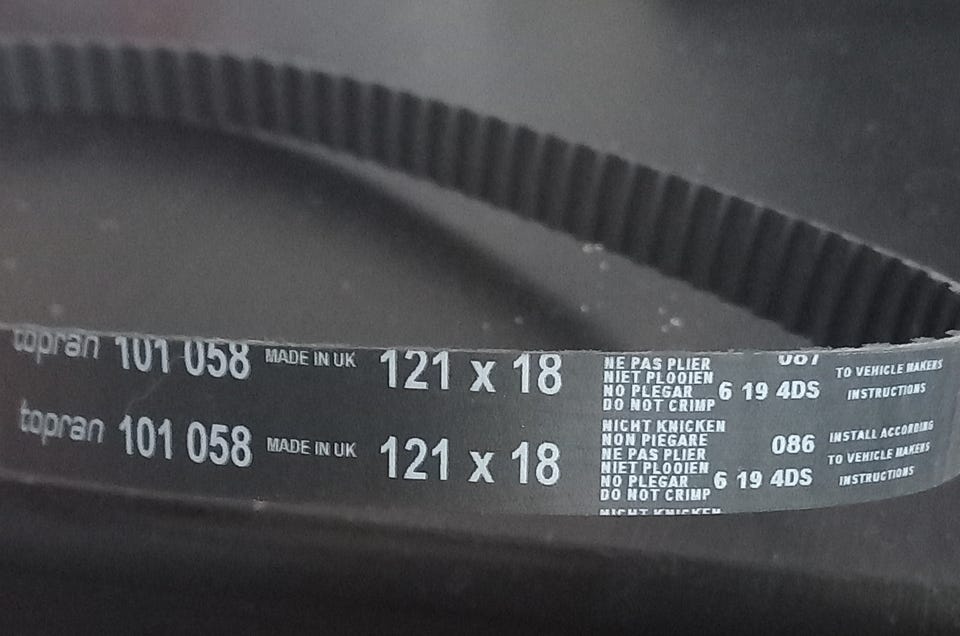 topran 101 058 MADE IN UK 121 x 18
NE PAS PLIER
NIET PLOOIEN
NO PLEGAR
DO NOT CRIMP
087
6 19 4DS
TO VEHICLE MAKERS
INSTRUCTIONS
topran 101 058 MADE IN UK 121 x 18
NICHT KNICKEN
NON PIEGARE
NE PAS PLIER
NIET PLOOIEN
NO PLEGAR
DO NOT CRIMP
086
6 19 4DS
INSTALL ACCORDING
TO VEHICLE MAKERS
INSTRUCTIONS
NICHT KNICKEN